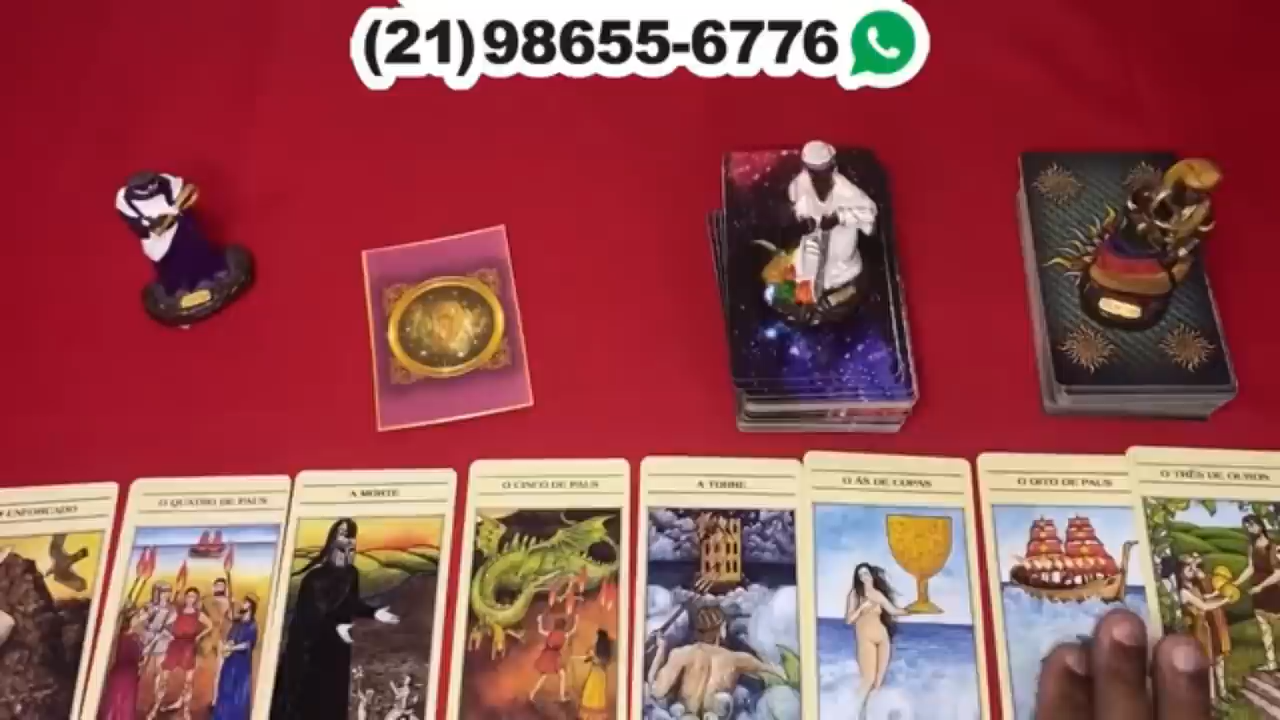 (21)98655-6776
ENFORCADO
O QUATRO DE PAUS
A MORTE
O CINCO DE PAUS
A TORRE
O ÁS DE COPAS
O OITO DE PAUS
O TRÊS DE OUROS